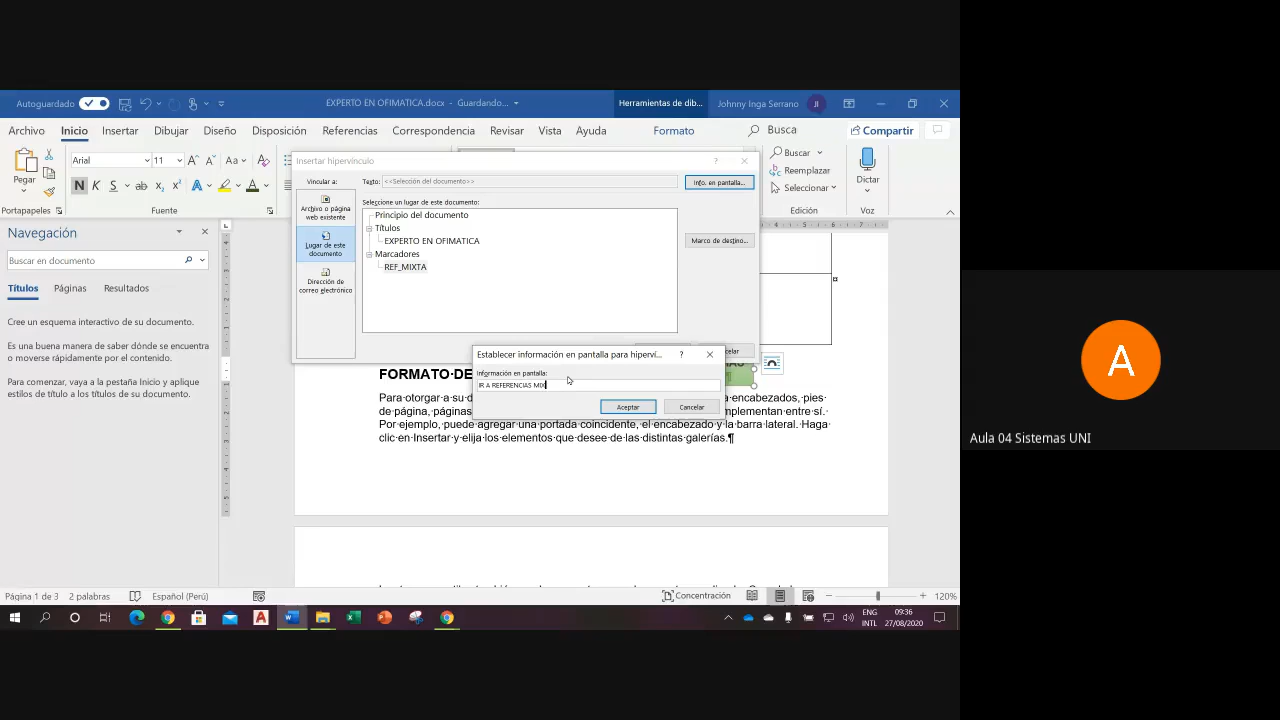 Autoguardado
EXPERTO EN OFIMATICA.docx - Guardando...
Herramientas de dib...
Johnny Inga Serrano
JI
Archivo Inicio Insertar Dibujar Diseño Disposición Referencias Correspondencia Revisar Vista Ayuda Formato Busca Compartir
Pegar
Arial 11
N K S ab x₂ x² A
Aa
Portapapeles Fuente
Buscar
Reemplazar
Seleccionar
Edición
Dictar
Voz
Insertar hipervínculo
Vincular a:
Texto: <<Selección del documento>>
Info. en pantalla...
Archivo o página
web existente
Lugar de este
documento
Dirección de
correo electrónico
Seleccione un lugar de este documento:
Principio del documento
Títulos
EXPERTO EN OFIMATICA
Marcadores
REF_MIXTA
Marco de destino...
Establecer información en pantalla para hiperví...
Información en pantalla:
IR A REFERENCIAS MIX
Aceptar Cancelar
Navegación
Buscar en documento
Títulos Páginas Resultados
Cree un esquema interactivo de su documento.
Es una buena manera de saber dónde se encuentra
o moverse rápidamente por el contenido.
Para comenzar, vaya a la pestaña Inicio y aplique
estilos de título a los títulos de su documento.
FORMATO·DE
Para·otorgar·a·su·d
encabezados,·pies·
de·página,·páginas
mplementan·entre·sí.·
Por·ejemplo,·puede·agregar·una·portada·coincidente,·el·encabezado·y·la·barra·lateral.·Haga·
clic·en·Insertar·y·elija·los·elementos·que·desee·de·las·distintas·galerías.¶
Página 1 de 3 2 palabras Español (Perú) Concentración 120%
ENG
INTL
09:36
27/08/2020
A
Aula 04 Sistemas UNI